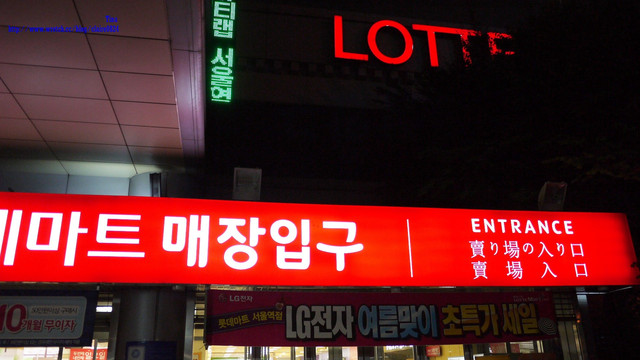 LOTTE
티랩 서울역
데마트 매장입구
ENTRANCE
賣り場の入り口
賣場入口
LG전자
롯데마트 서울역점
LG전자 여름맞이 초특가 세일
10
개월 무이자